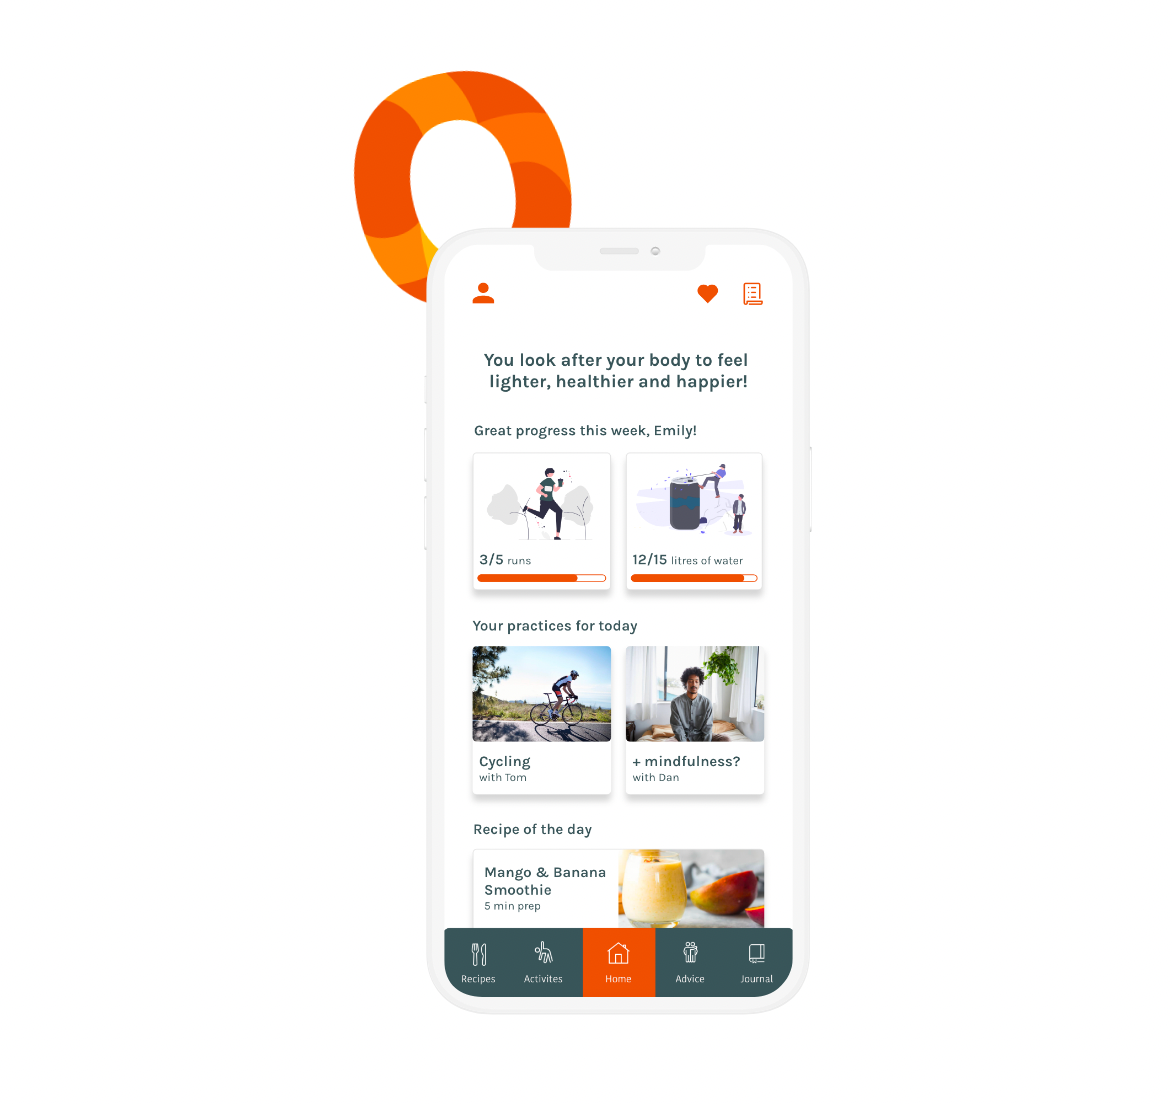 You look after your body to feel
lighter, healthier and happier!
Great progress this week, Emily!
3/5 runs
12/15 litres of water
Your practices for today
Cycling
with Tom
+ mindfulness?
with Dan
Recipe of the day
Mango & Banana
Smoothie
5 min prep
Recipes
Activites
Home
Advice
Journal